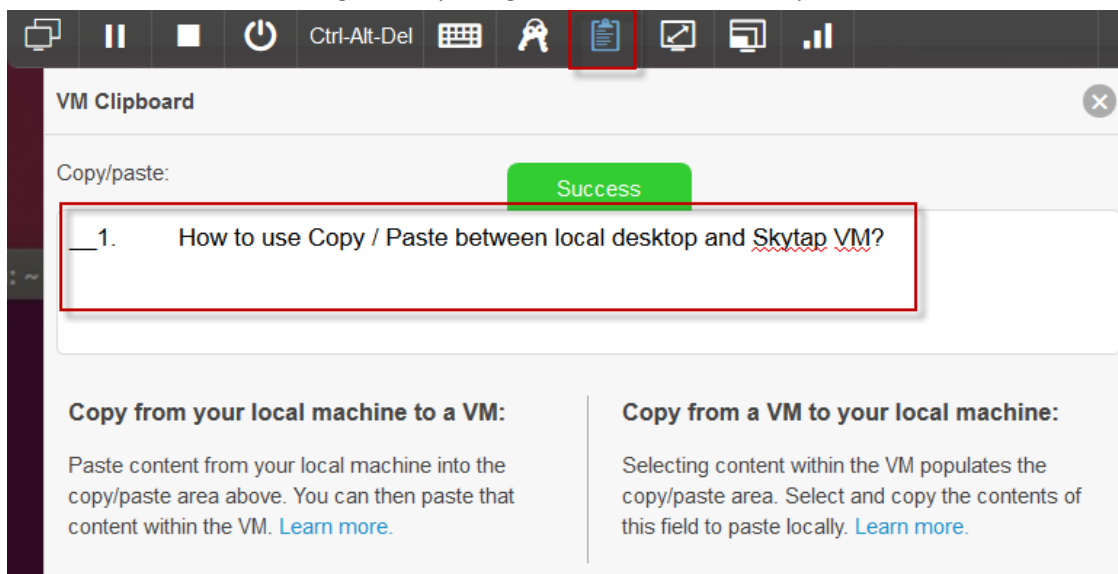 Ctrl-Alt-Del
VM Clipboard
Copy/paste:
Success
__1. How to use Copy / Paste between local desktop and Skytap VM?
: ~
Copy from your local machine to a VM:
Paste content from your local machine into the
copy/paste area above. You can then paste that
content within the VM. Learn more.
Copy from a VM to your local machine:
Selecting content within the VM populates the
copy/paste area. Select and copy the contents of
this field to paste locally. Learn more.